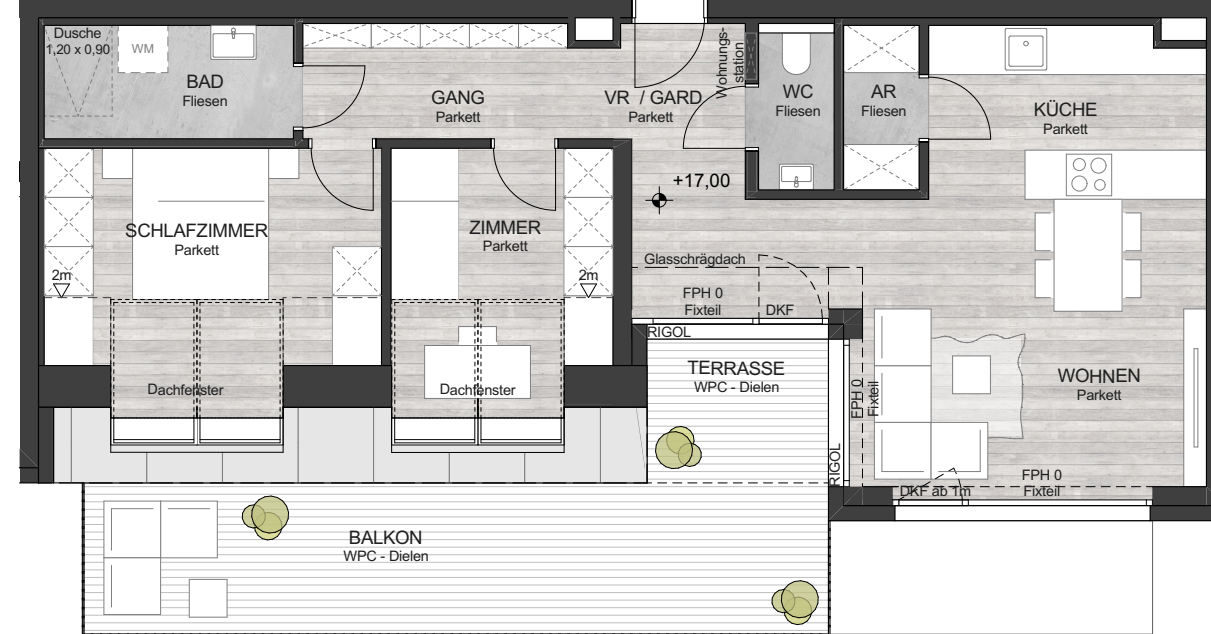 Dusche
1,20 x 0,90
WM
BAD
Fliesen
GANG
Parkett
VR / GARD
Parkett
Wohnungs-
station
WC
Fliesen
AR
Fliesen
KÜCHE
Parkett
+17,00
SCHLAFZIMMER
Parkett
ZIMMER
Parkett
2m
2m
Glasschrägdach
FPH 0
Fixteil
DKF
RIGOL
TERRASSE
WPC - Dielen
Dachfenster
Dachfenster
FPH 0
Fixteil
WOHNEN
Parkett
RIGOL
DKF ab 1m
FPH 0
Fixteil
BALKON
WPC - Dielen